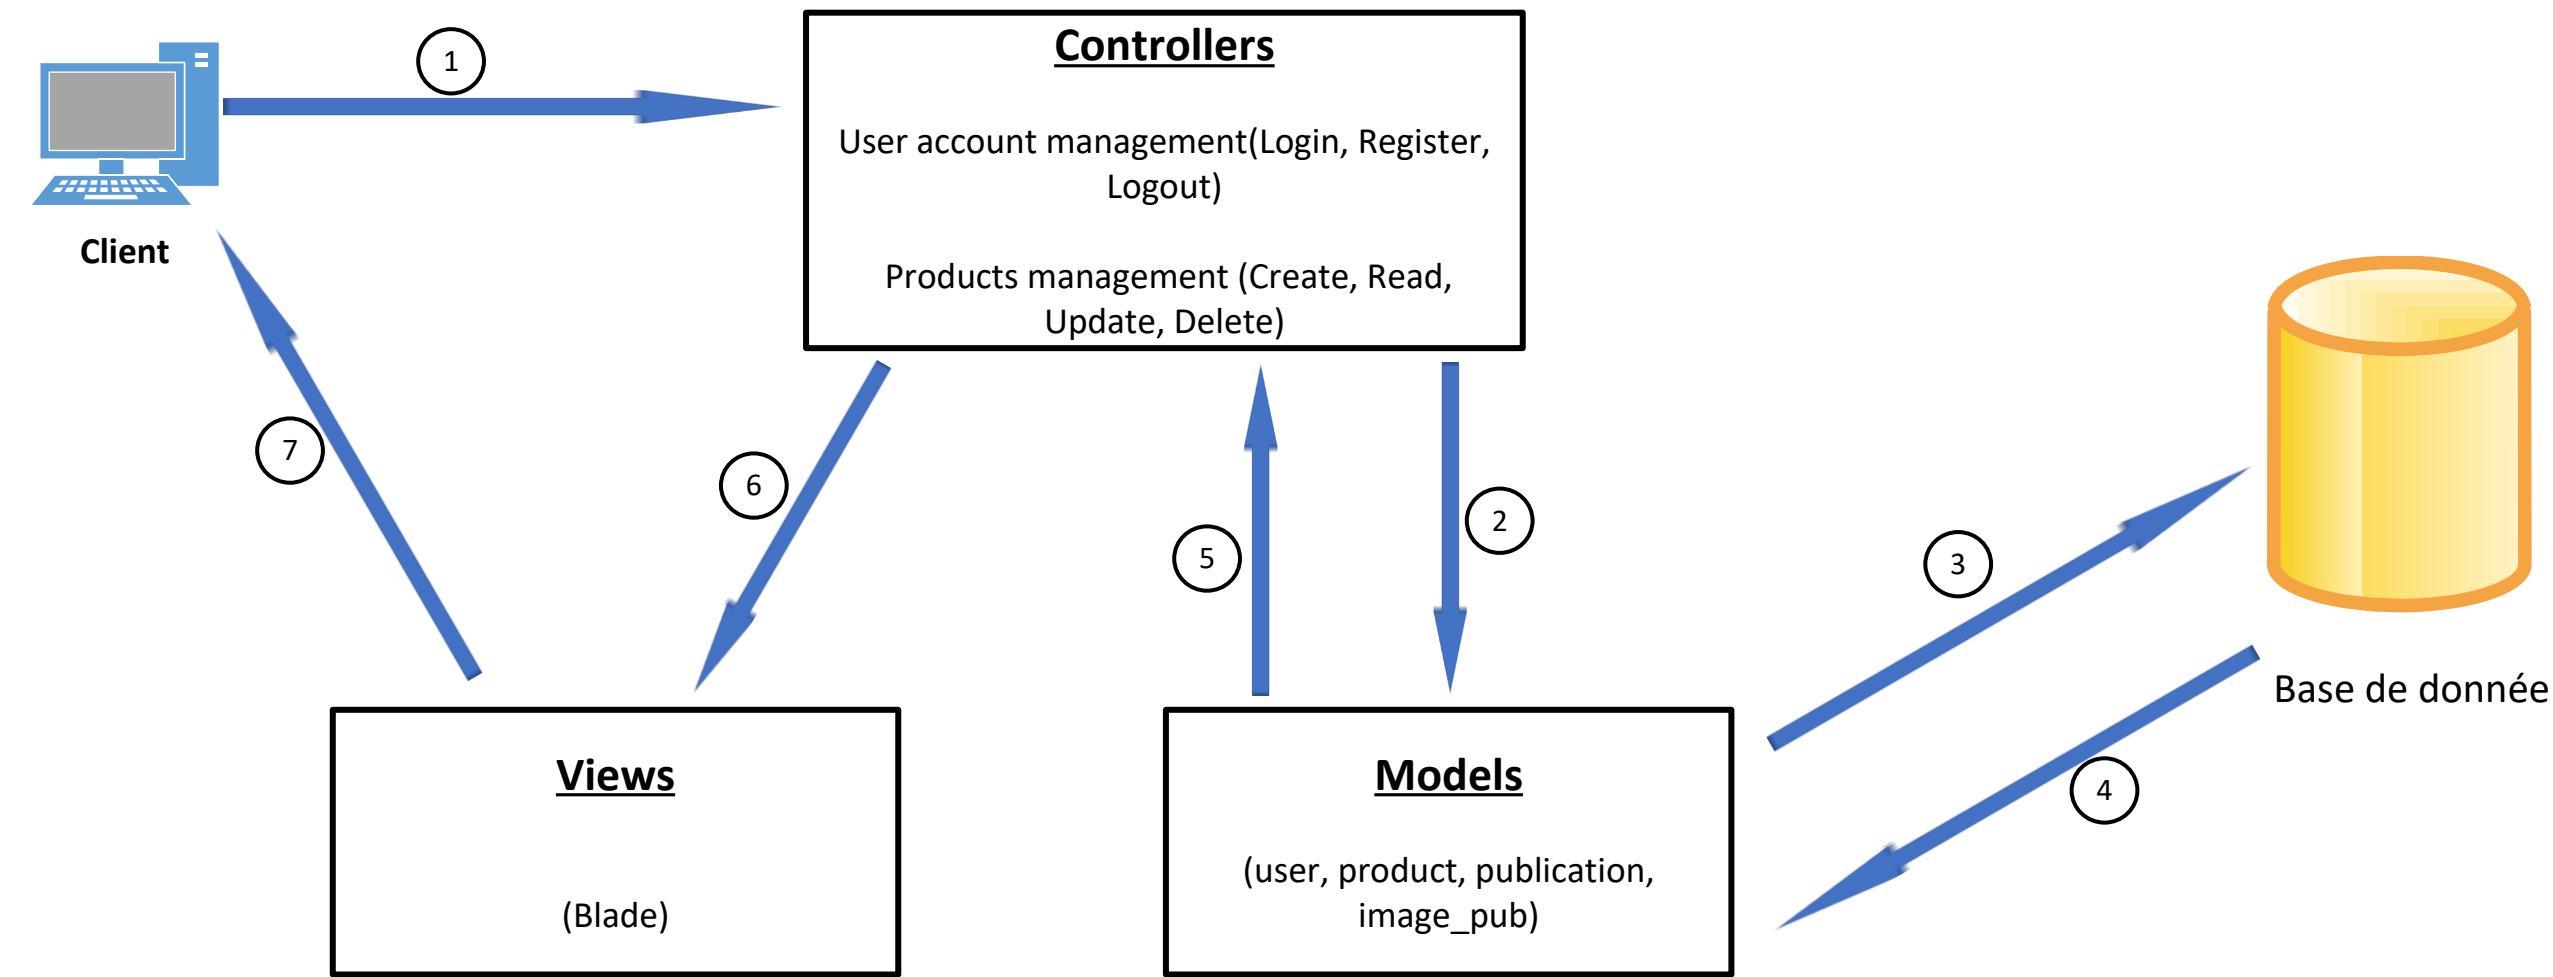 1
Controllers
User account management(Login, Register,
Logout)
Products management (Create, Read,
Update, Delete)
Client
7
6
5
2
3
4
Base de donnée
Views
(Blade)
Models
(user, product, publication,
image_pub)